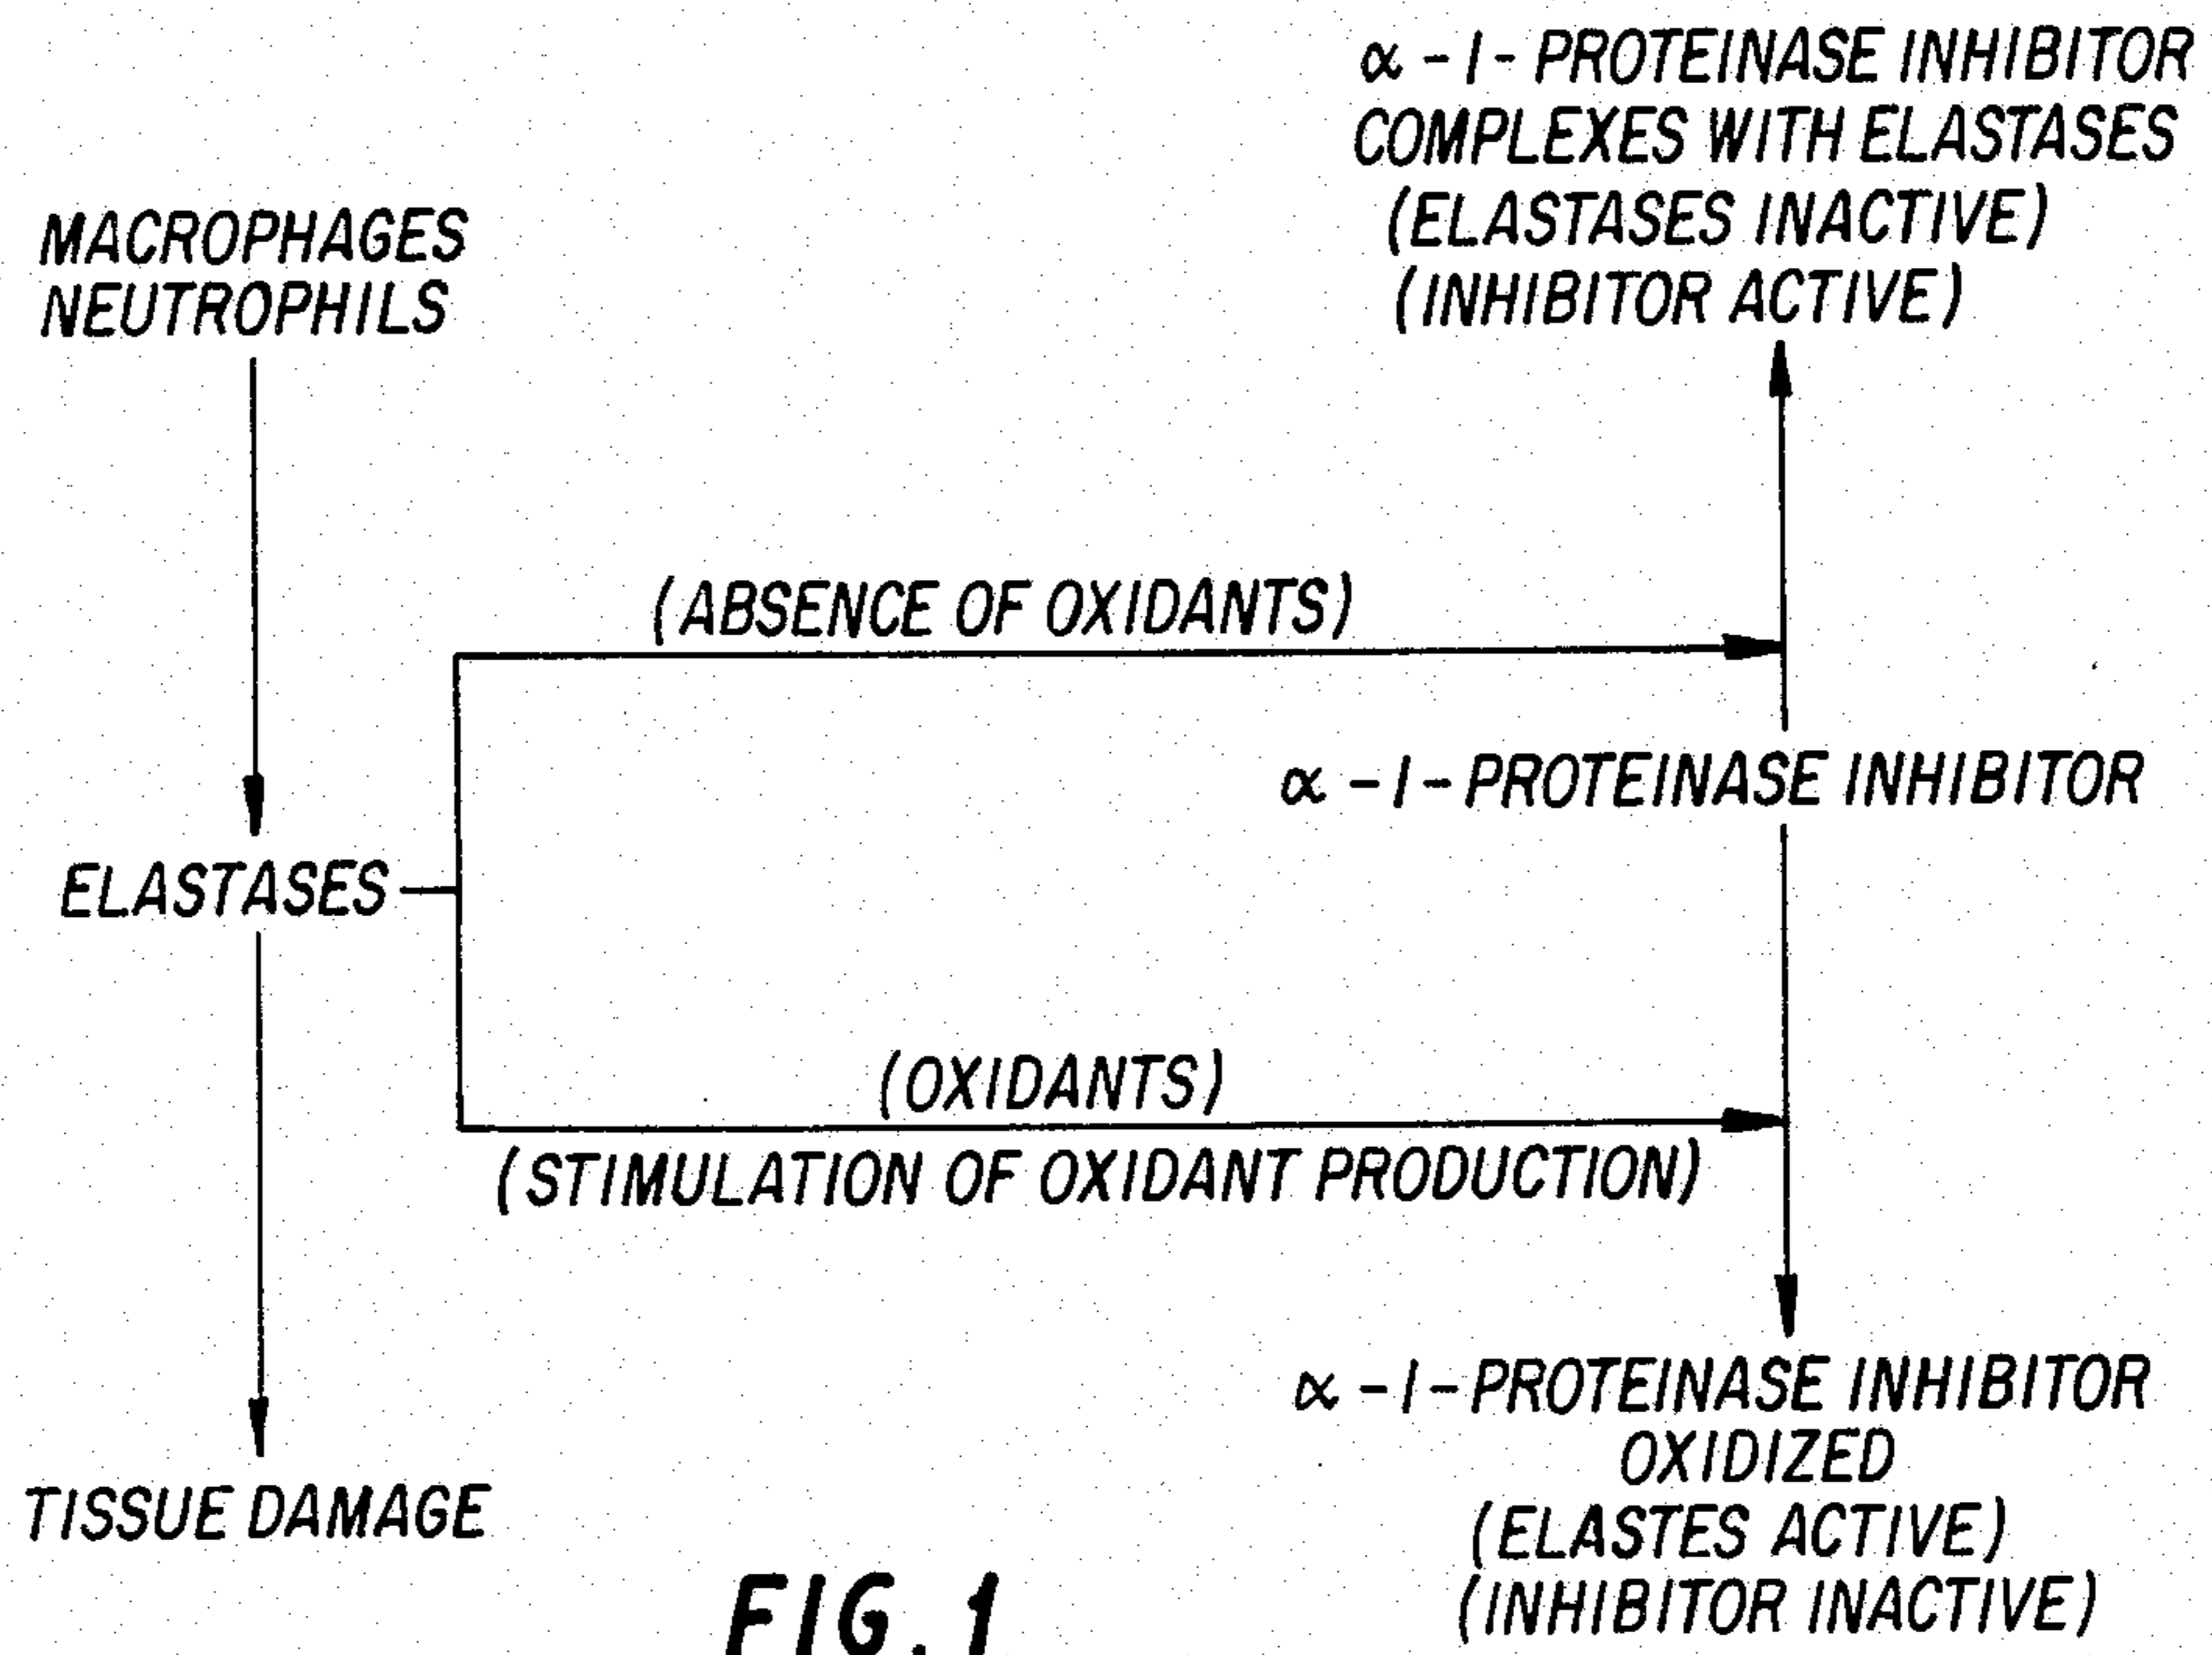 α - 1 - PROTEINASE INHIBITOR
COMPLEXES WITH ELASTASES
(ELASTASES INACTIVE)
(INHIBITOR ACTIVE)
MACROPHAGES
NEUTROPHILS
(ABSENCE OF OXIDANTS)
α - 1 - PROTEINASE INHIBITOR
ELASTASES
(OXIDANTS)
(STIMULATION OF OXIDANT PRODUCTION)
α - 1 - PROTEINASE INHIBITOR
OXIDIZED
(ELASTES ACTIVE)
(INHIBITOR INACTIVE)
TISSUE DAMAGE
FIG. 1